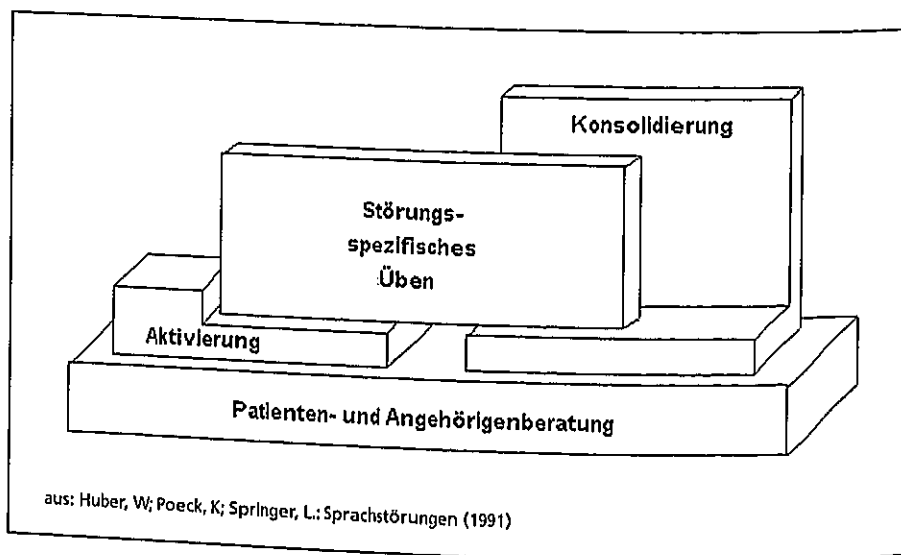 Konsolidierung
Störungs-
spezifisches
Üben
Aktivierung
Patienten- und Angehörigenberatung
aus: Huber, W; Poeck, K; Springer, L.: Sprachstörungen (1991)